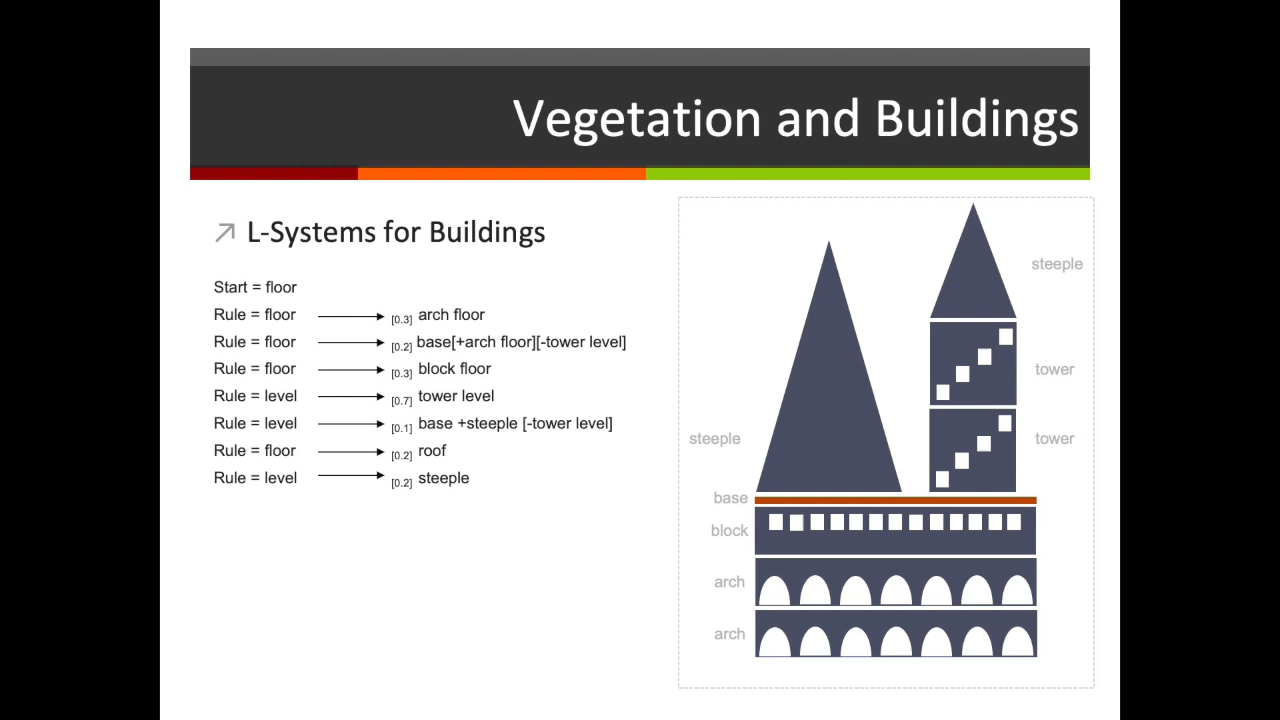 Vegetation and Buildings
L-Systems for Buildings
Start = floor
Rule = floor [0.3] arch floor
Rule = floor [0.2] base[+arch floor][-tower level]
Rule = floor [0.3] block floor
Rule = level [0.7] tower level
Rule = level [0.1] base +steeple [-tower level]
Rule = floor [0.2] roof
Rule = level [0.2] steeple
steeple
tower
tower
steeple
base
block
arch
arch